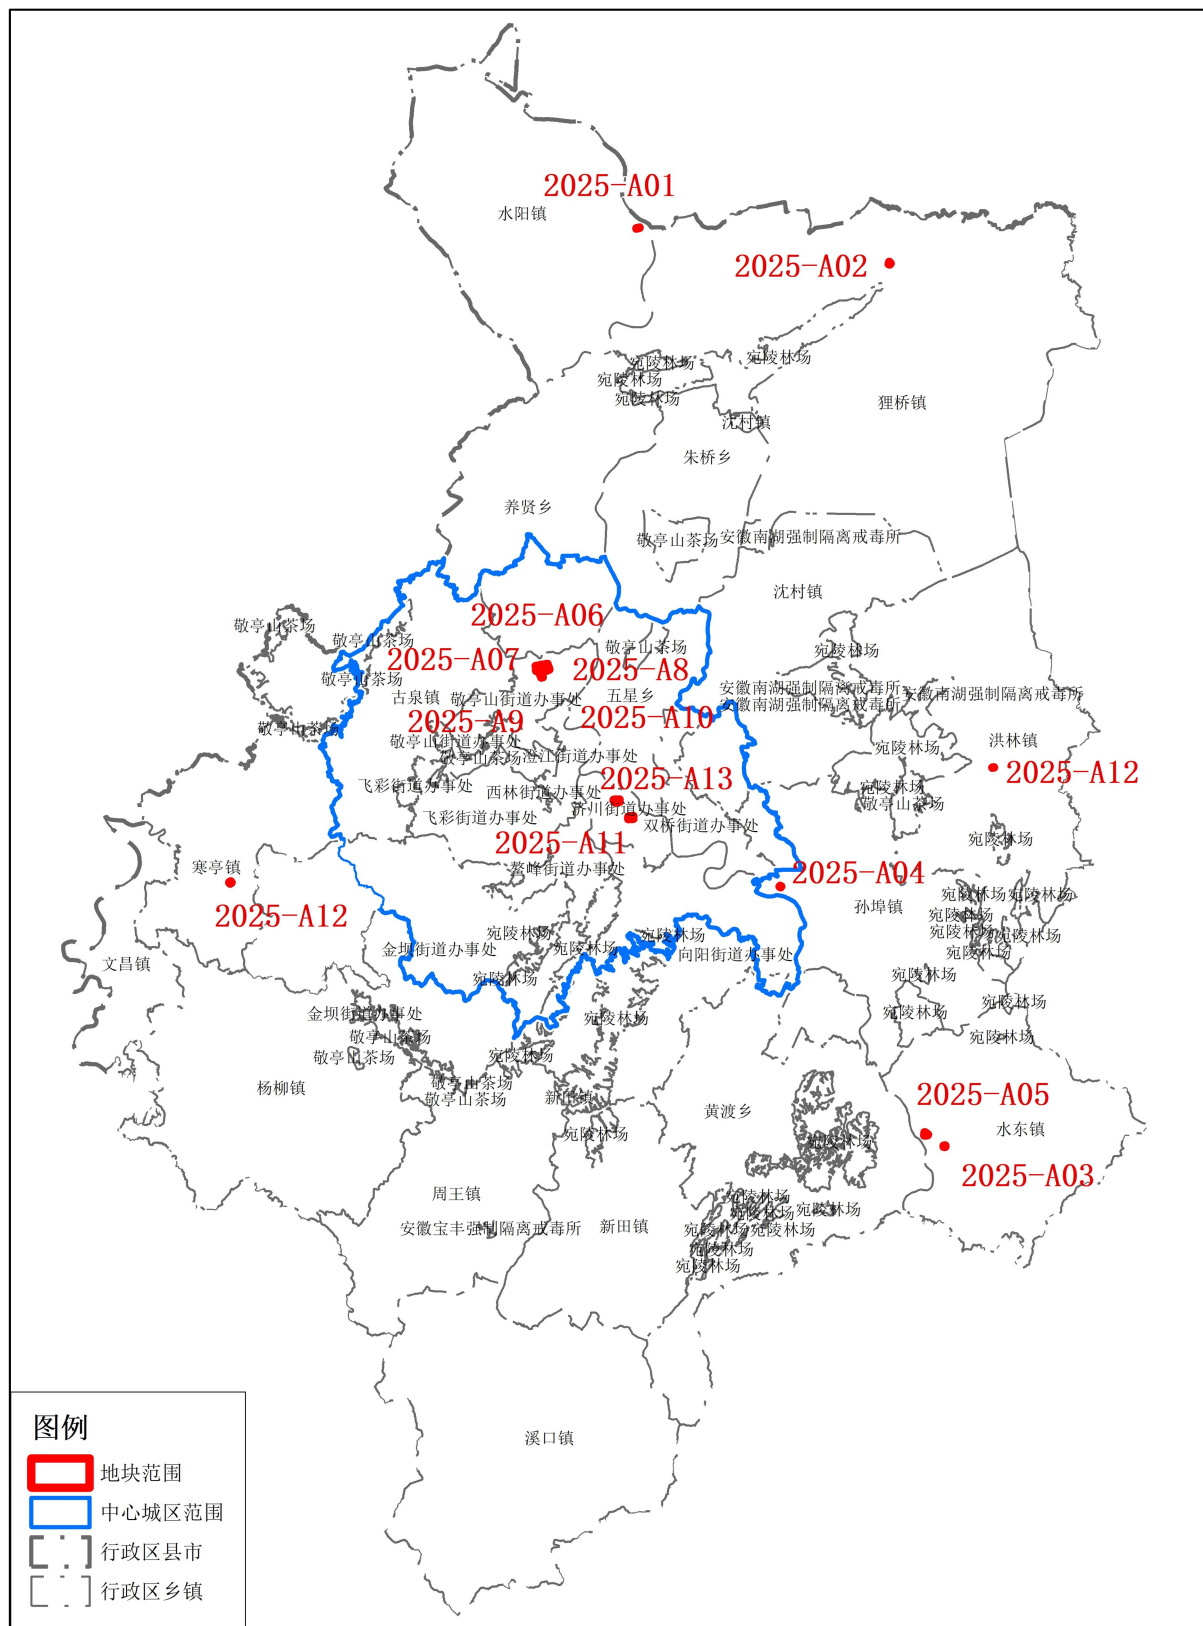 2025-A01
水阳镇
2025-A02
宛陵林场
宛陵林场
宛陵林场
宛陵林场
狸桥镇
沈村镇
朱桥乡
养贤乡
敬亭山茶场
安徽南湖强制隔离戒毒所
沈村镇
2025-A06
敬亭山茶场
敬亭山茶场
敬亭山茶场
宛陵林场
2025-A07
2025-A8
敬亭山茶场
安徽南湖强制隔离戒毒所
安徽南湖强制隔离戒毒所
古泉镇
敬亭山街道办事处
五星乡
安徽南湖强制隔离戒毒所
2025-A9
2025-A10
敬亭山茶场
敬亭山街道办事处
洪林镇
宛陵林场
敬亭山茶场
澄江街道办事处
2025-A12
2025-A13
飞彩街道办事处
西林街道办事处
宛陵林场
敬亭山茶场
济川街道办事处
飞彩街道办事处
双桥街道办事处
宛陵林场
2025-A11
寒亭镇
鳌峰街道办事处
2025-A04
宛陵林场
宛陵林场
孙埠镇
2025-A12
宛陵林场
宛陵林场
宛陵林场
宛陵林场
宛陵林场
宛陵林场
金坝街道办事处
宛陵林场
向阳街道办事处
宛陵林场
文昌镇
宛陵林场
宛陵林场
宛陵林场
宛陵林场
金坝街道办事处
宛陵林场
敬亭山茶场
宛陵林场
敬亭山茶场
宛陵林场
杨柳镇
敬亭山茶场
敬亭山茶场
新田镇
2025-A05
黄渡乡
宛陵林场
水东镇
宛陵林场
2025-A03
周王镇
宛陵林场
宛陵林场
宛陵林场
安徽宝丰强制隔离戒毒所
新田镇
宛陵林场
宛陵林场
宛陵林场
宛陵林场
溪口镇
图例
地块范围
中心城区范围
行政区县市
行政区乡镇